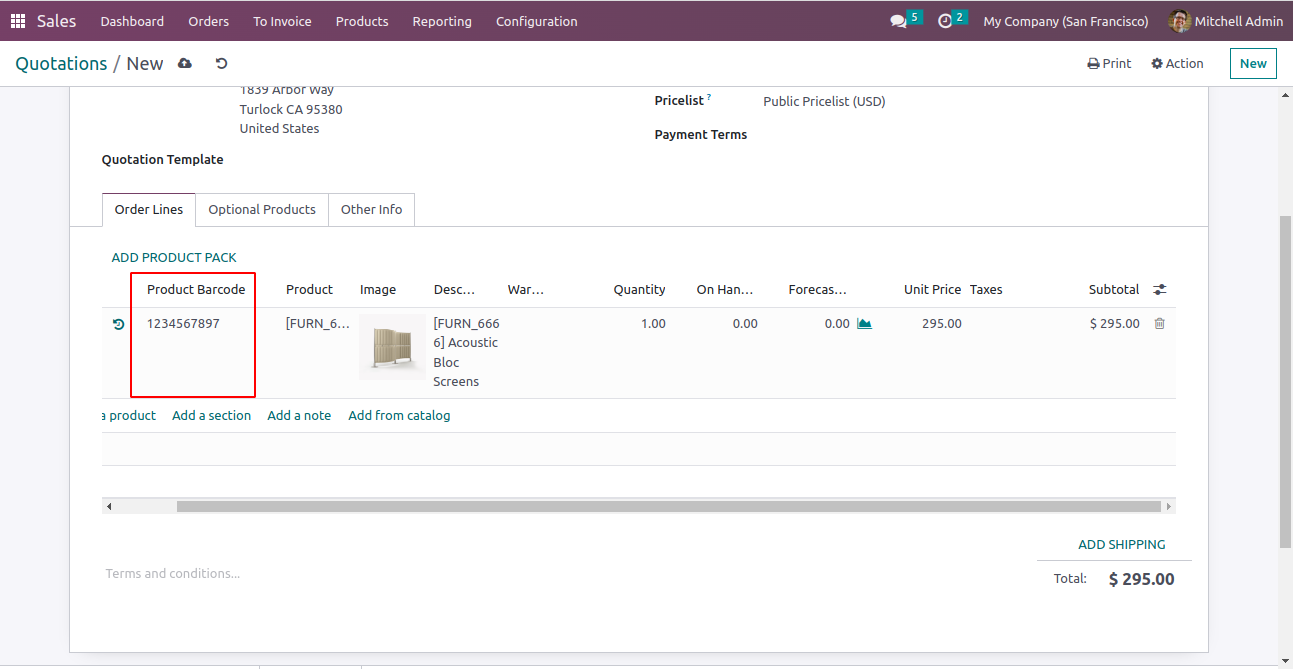 Sales Dashboard Orders To Invoice Products Reporting Configuration 5 2 My Company (San Francisco) Mitchell Admin
Quotations / New Print Action New
1839 Arbor Way
Turlock CA 95380
United States
Pricelist ? Public Pricelist (USD)
Payment Terms
Quotation Template
Order Lines Optional Products Other Info
ADD PRODUCT PACK
Product Barcode Product Image Desc... War... Quantity On Han... Forecas... Unit Price Taxes Subtotal
1234567897 [FURN_6... [FURN_666 1.00 0.00 0.00 295.00 $ 295.00
6] Acoustic
Bloc
Screens
a product Add a section Add a note Add from catalog
ADD SHIPPING
Terms and conditions...
Total: $ 295.00